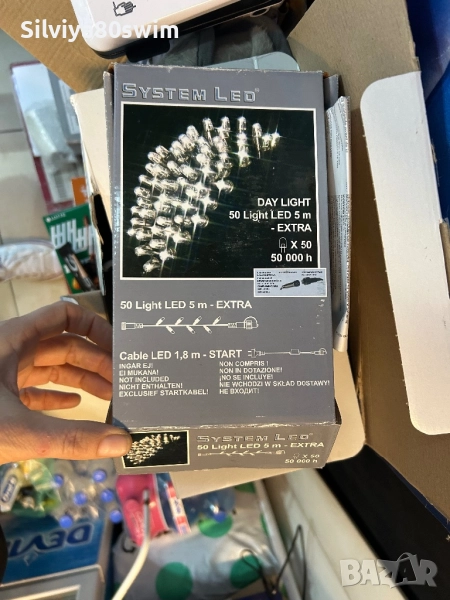 Silviya80swim
SYSTEM LED®
DAY LIGHT
50 Light LED 5 m
- EXTRA
X 50
50 000 h
50 Light LED 5 m - EXTRA
Cable LED 1,8 m - START
INGÅR EJ!
EI MUKANA!
NOT INCLUDED
NICHT ENTHALTEN!
EXCLUSIEF STARTKABEL!
NON COMPRIS !
NON IN DOTAZIONE!
¡NO SE INCLUYE!
NIE WCHODZI W SKŁAD DOSTAWY!
НЕ ВХОДИТ!
SYSTEM LED®
50 Light LED 5 m - EXTRA
X 50
50 000 h
DEVI
BAZAR